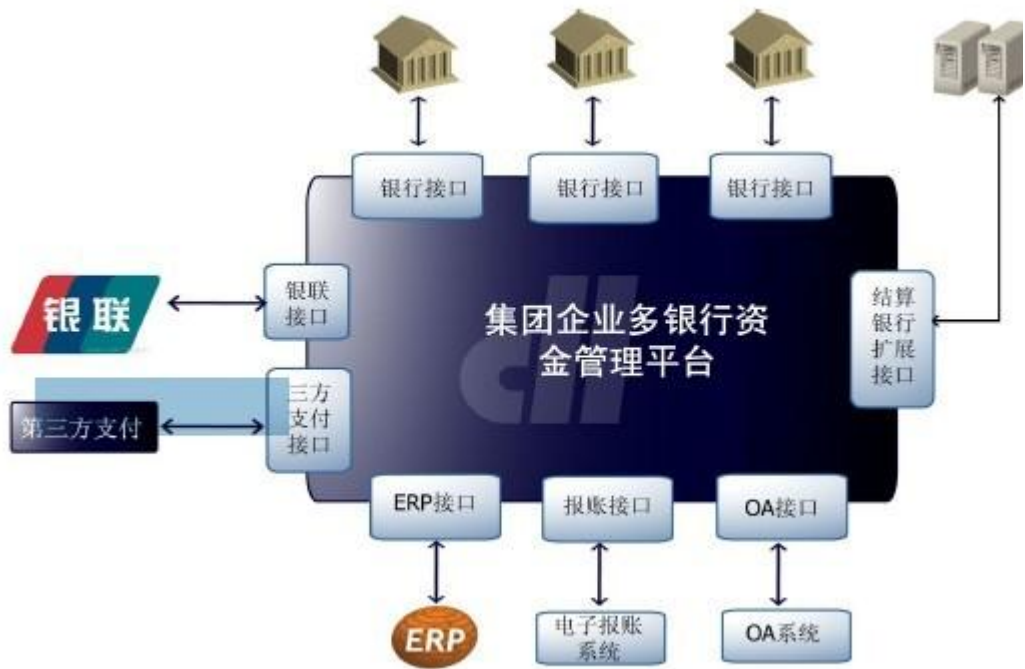 银行接口
银行接口
银行接口
银联
银联
接口
集团企业多银行资
金管理平台
结算
银行
扩展
接口
第三方支付
三方
支付
接口
ERP接口
报账接口
OA接口
ERP
电子报账
系统
OA系统